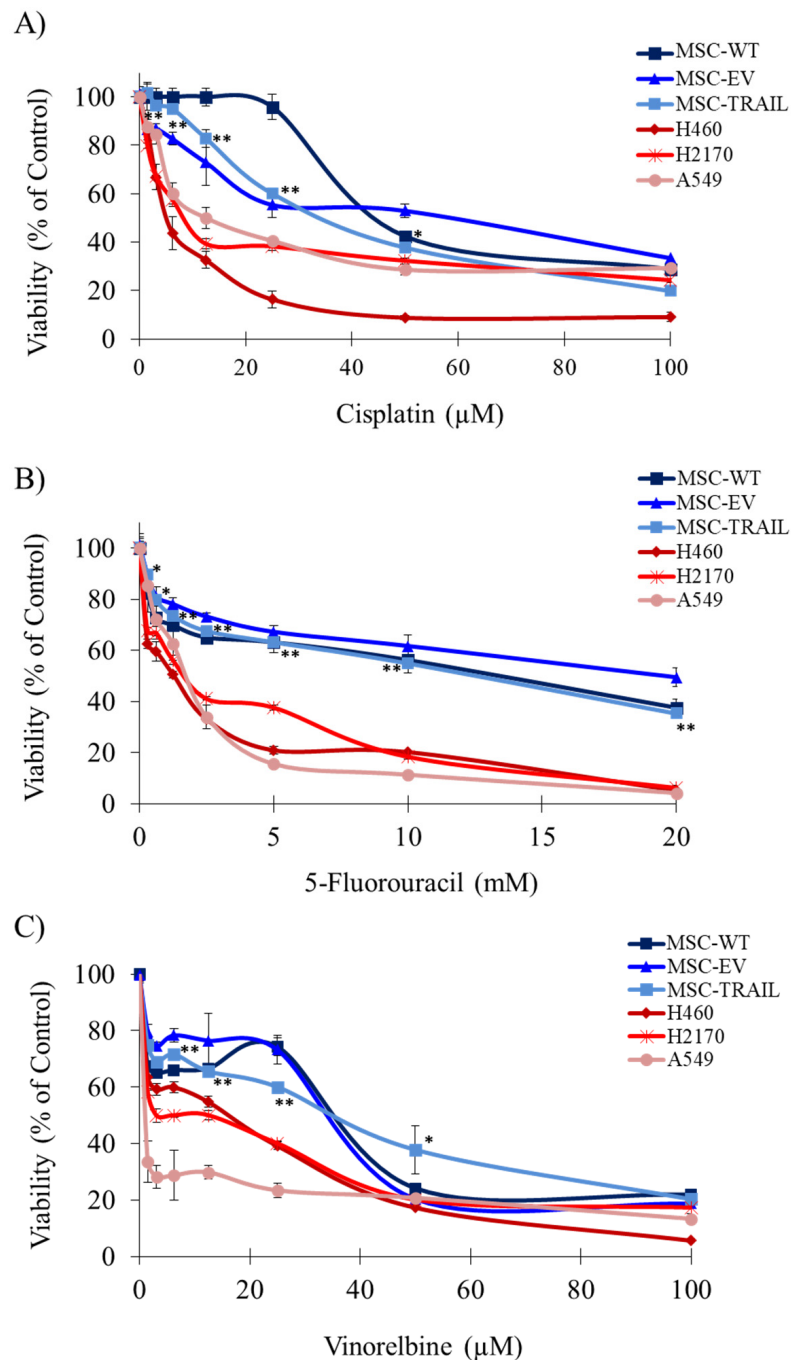 A)
MSC-WT
MSC-EV
MSC-TRAIL
H460
H2170
A549
Viability (% of Control)
100
80
60
40
20
0
** ** ** ** *
0 20 40 60 80 100
Cisplatin (µM)
B)
MSC-WT
MSC-EV
MSC-TRAIL
H460
H2170
A549
Viability (% of Control)
100
80
60
40
20
0
* * ** ** ** ** **
0 5 10 15 20
5-Fluorouracil (mM)
C)
MSC-WT
MSC-EV
MSC-TRAIL
H460
H2170
A549
Viability (% of Control)
100
80
60
40
20
0
** ** ** *
0 20 40 60 80 100
Vinorelbine (µM)